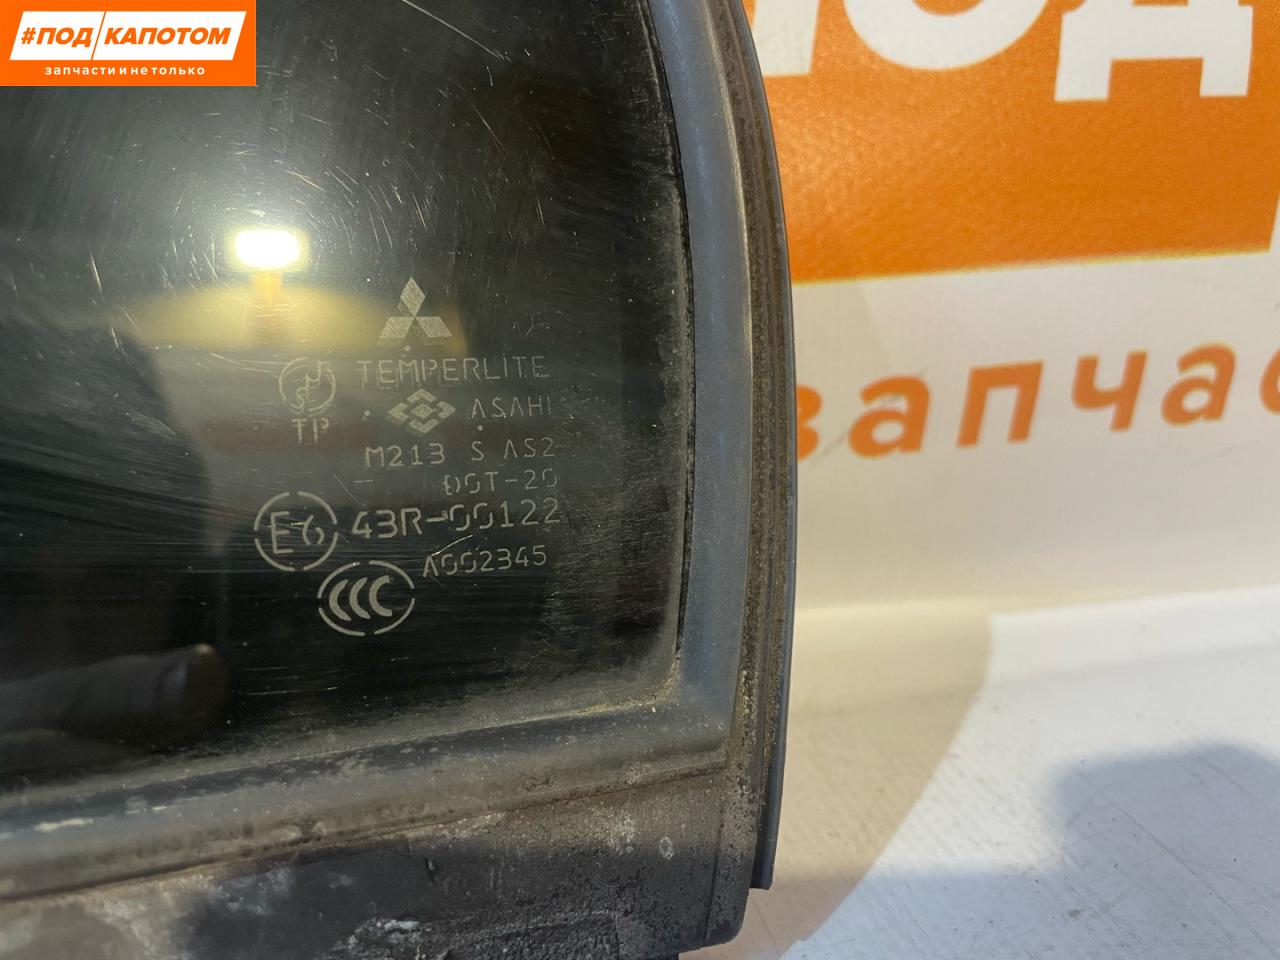 #ПОД КАПОТОМ
запчасти и не только
ПОД
запчас
TEMPERLITE
TP
ASAHI
M213 S AS2
DOT-20
E6 43R-00122
A002345
CCC